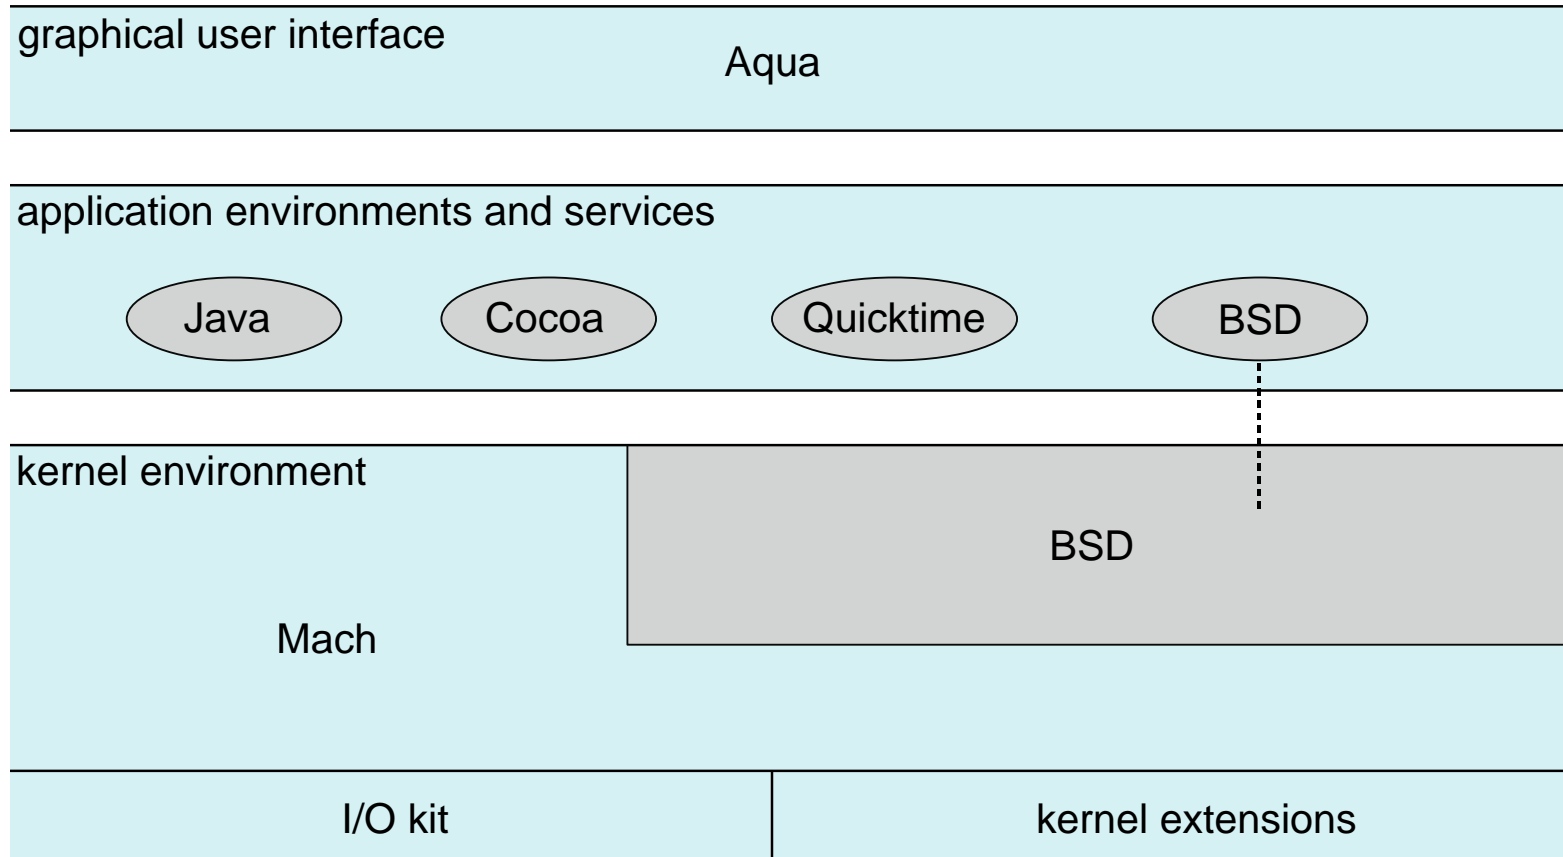 graphical user interface
Aqua
application environments and services
Java Cocoa Quicktime BSD
kernel environment
BSD
Mach
I/O kit kernel extensions